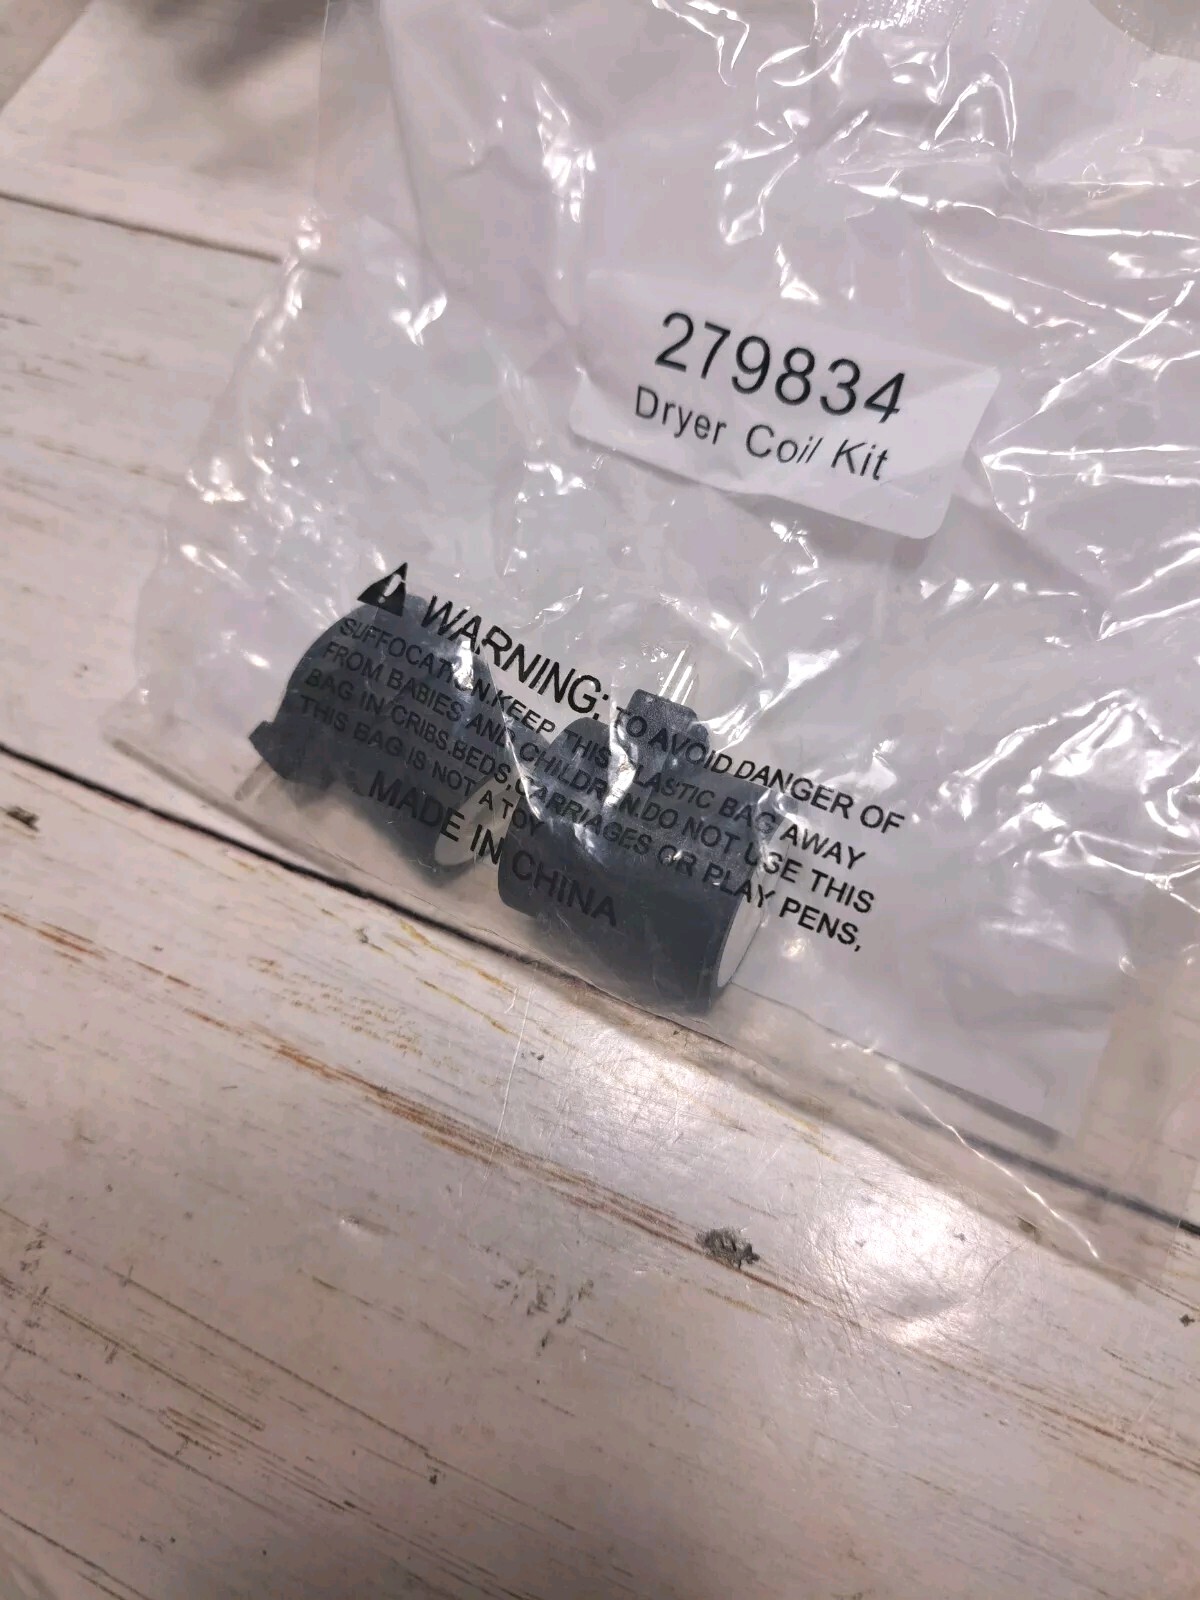 279834
Dryer Coil Kit
WARNING: TO AVOID DANGER OF
SUFFOCATION.KEEP THIS PLASTIC BAG AWAY
FROM BABIES AND CHILDREN.DO NOT USE THIS
BAG IN CRIBS.BEDS,CARRIAGES OR PLAY PENS,
THIS BAG IS NOT A TOY
MADE IN CHINA